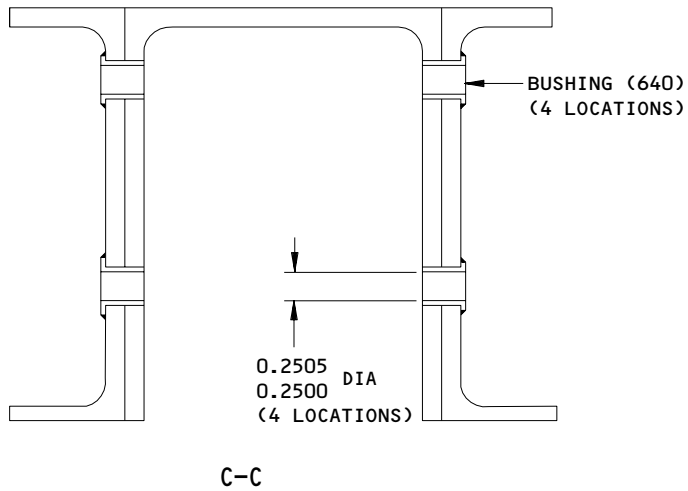 BUSHING (640)
(4 LOCATIONS)
0.2505
0.2500 DIA
(4 LOCATIONS)
C-C